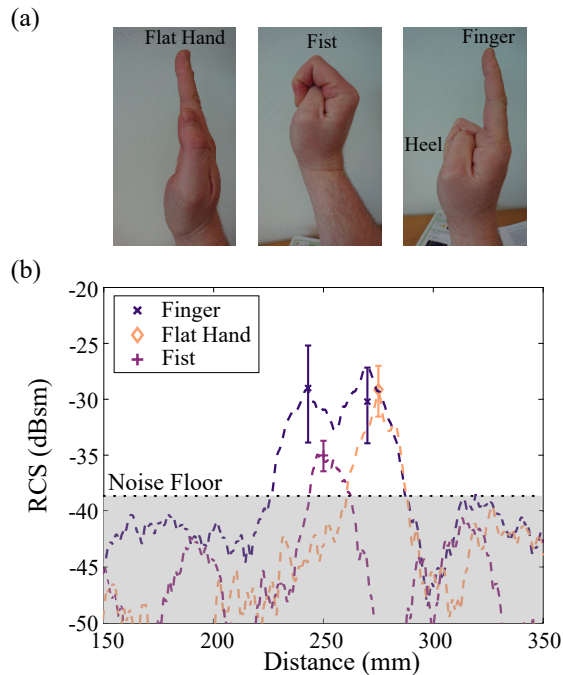 (a)
Flat Hand
Fist
Finger
Heel
(b)
-20
-25
-30
-35
-40
-45
-50
RCS (dBsm)
Finger
Flat Hand
Fist
Noise Floor
150 200 250 300 350
Distance (mm)